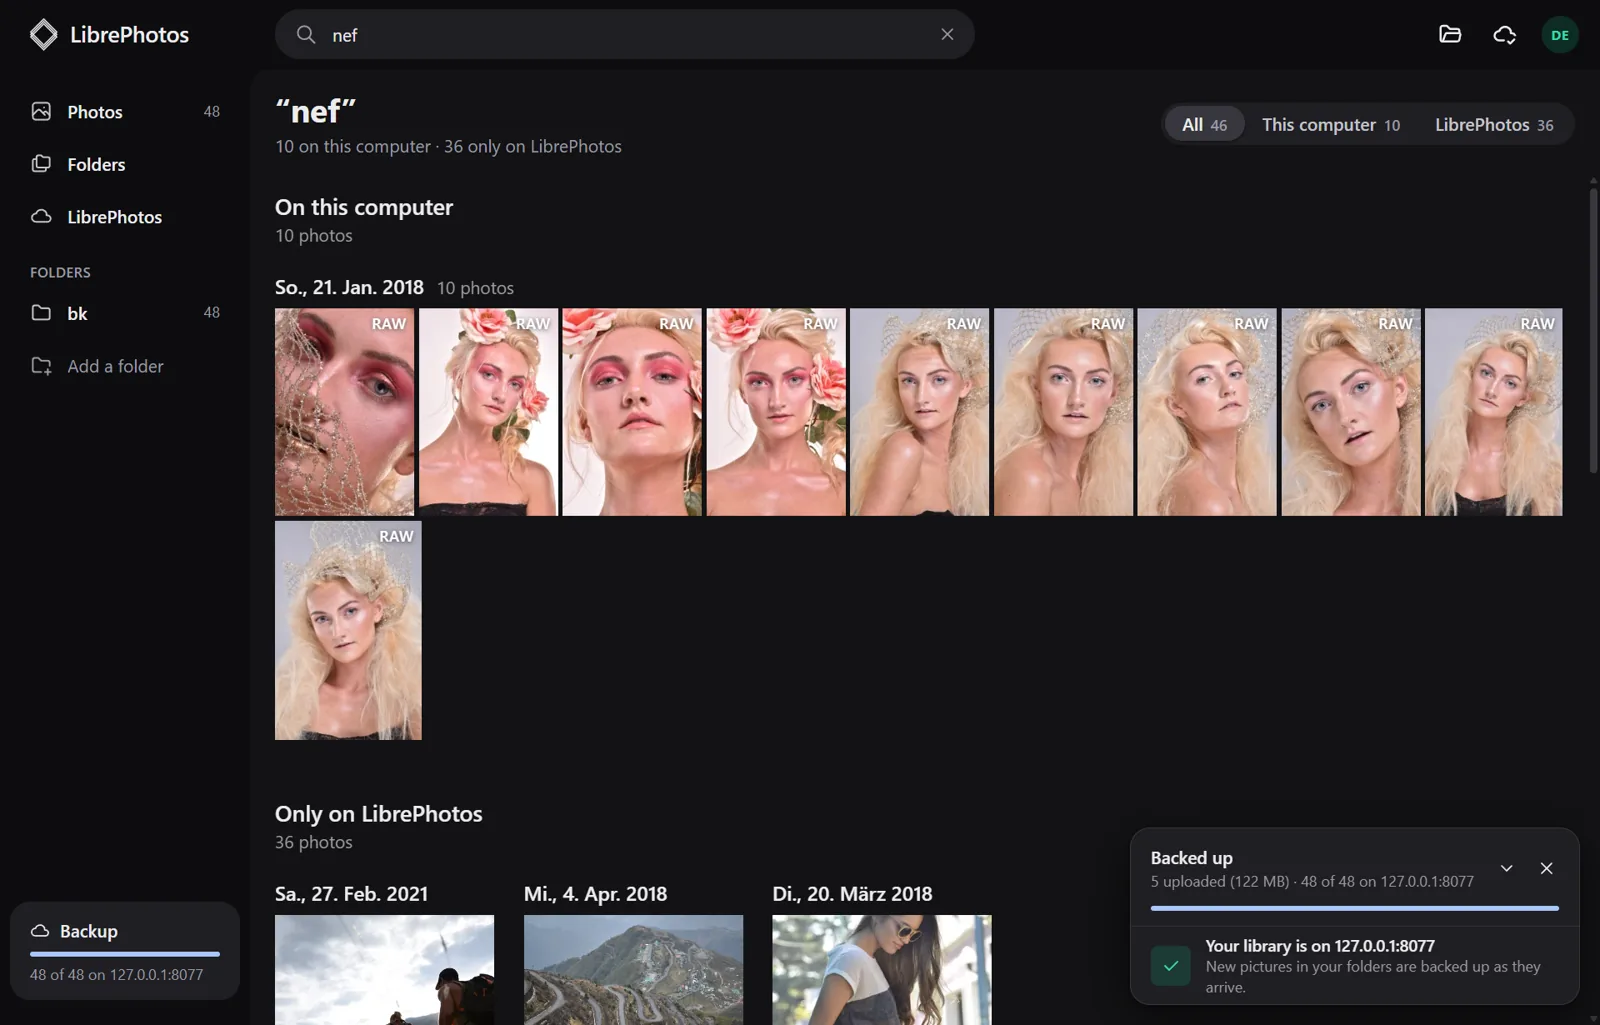 LibrePhotos
nef
DE
Photos 48
Folders
LibrePhotos
FOLDERS
bk 48
Add a folder
“nef”
10 on this computer · 36 only on LibrePhotos
All 46 This computer 10 LibrePhotos 36
On this computer
10 photos
So., 21. Jan. 2018 10 photos
RAW RAW RAW RAW RAW RAW RAW RAW RAW
RAW
Only on LibrePhotos
36 photos
Sa., 27. Feb. 2021 Mi., 4. Apr. 2018 Di., 20. März 2018
Backup
48 of 48 on 127.0.0.1:8077
Backed up
5 uploaded (122 MB) · 48 of 48 on 127.0.0.1:8077
Your library is on 127.0.0.1:8077
New pictures in your folders are backed up as they
arrive.